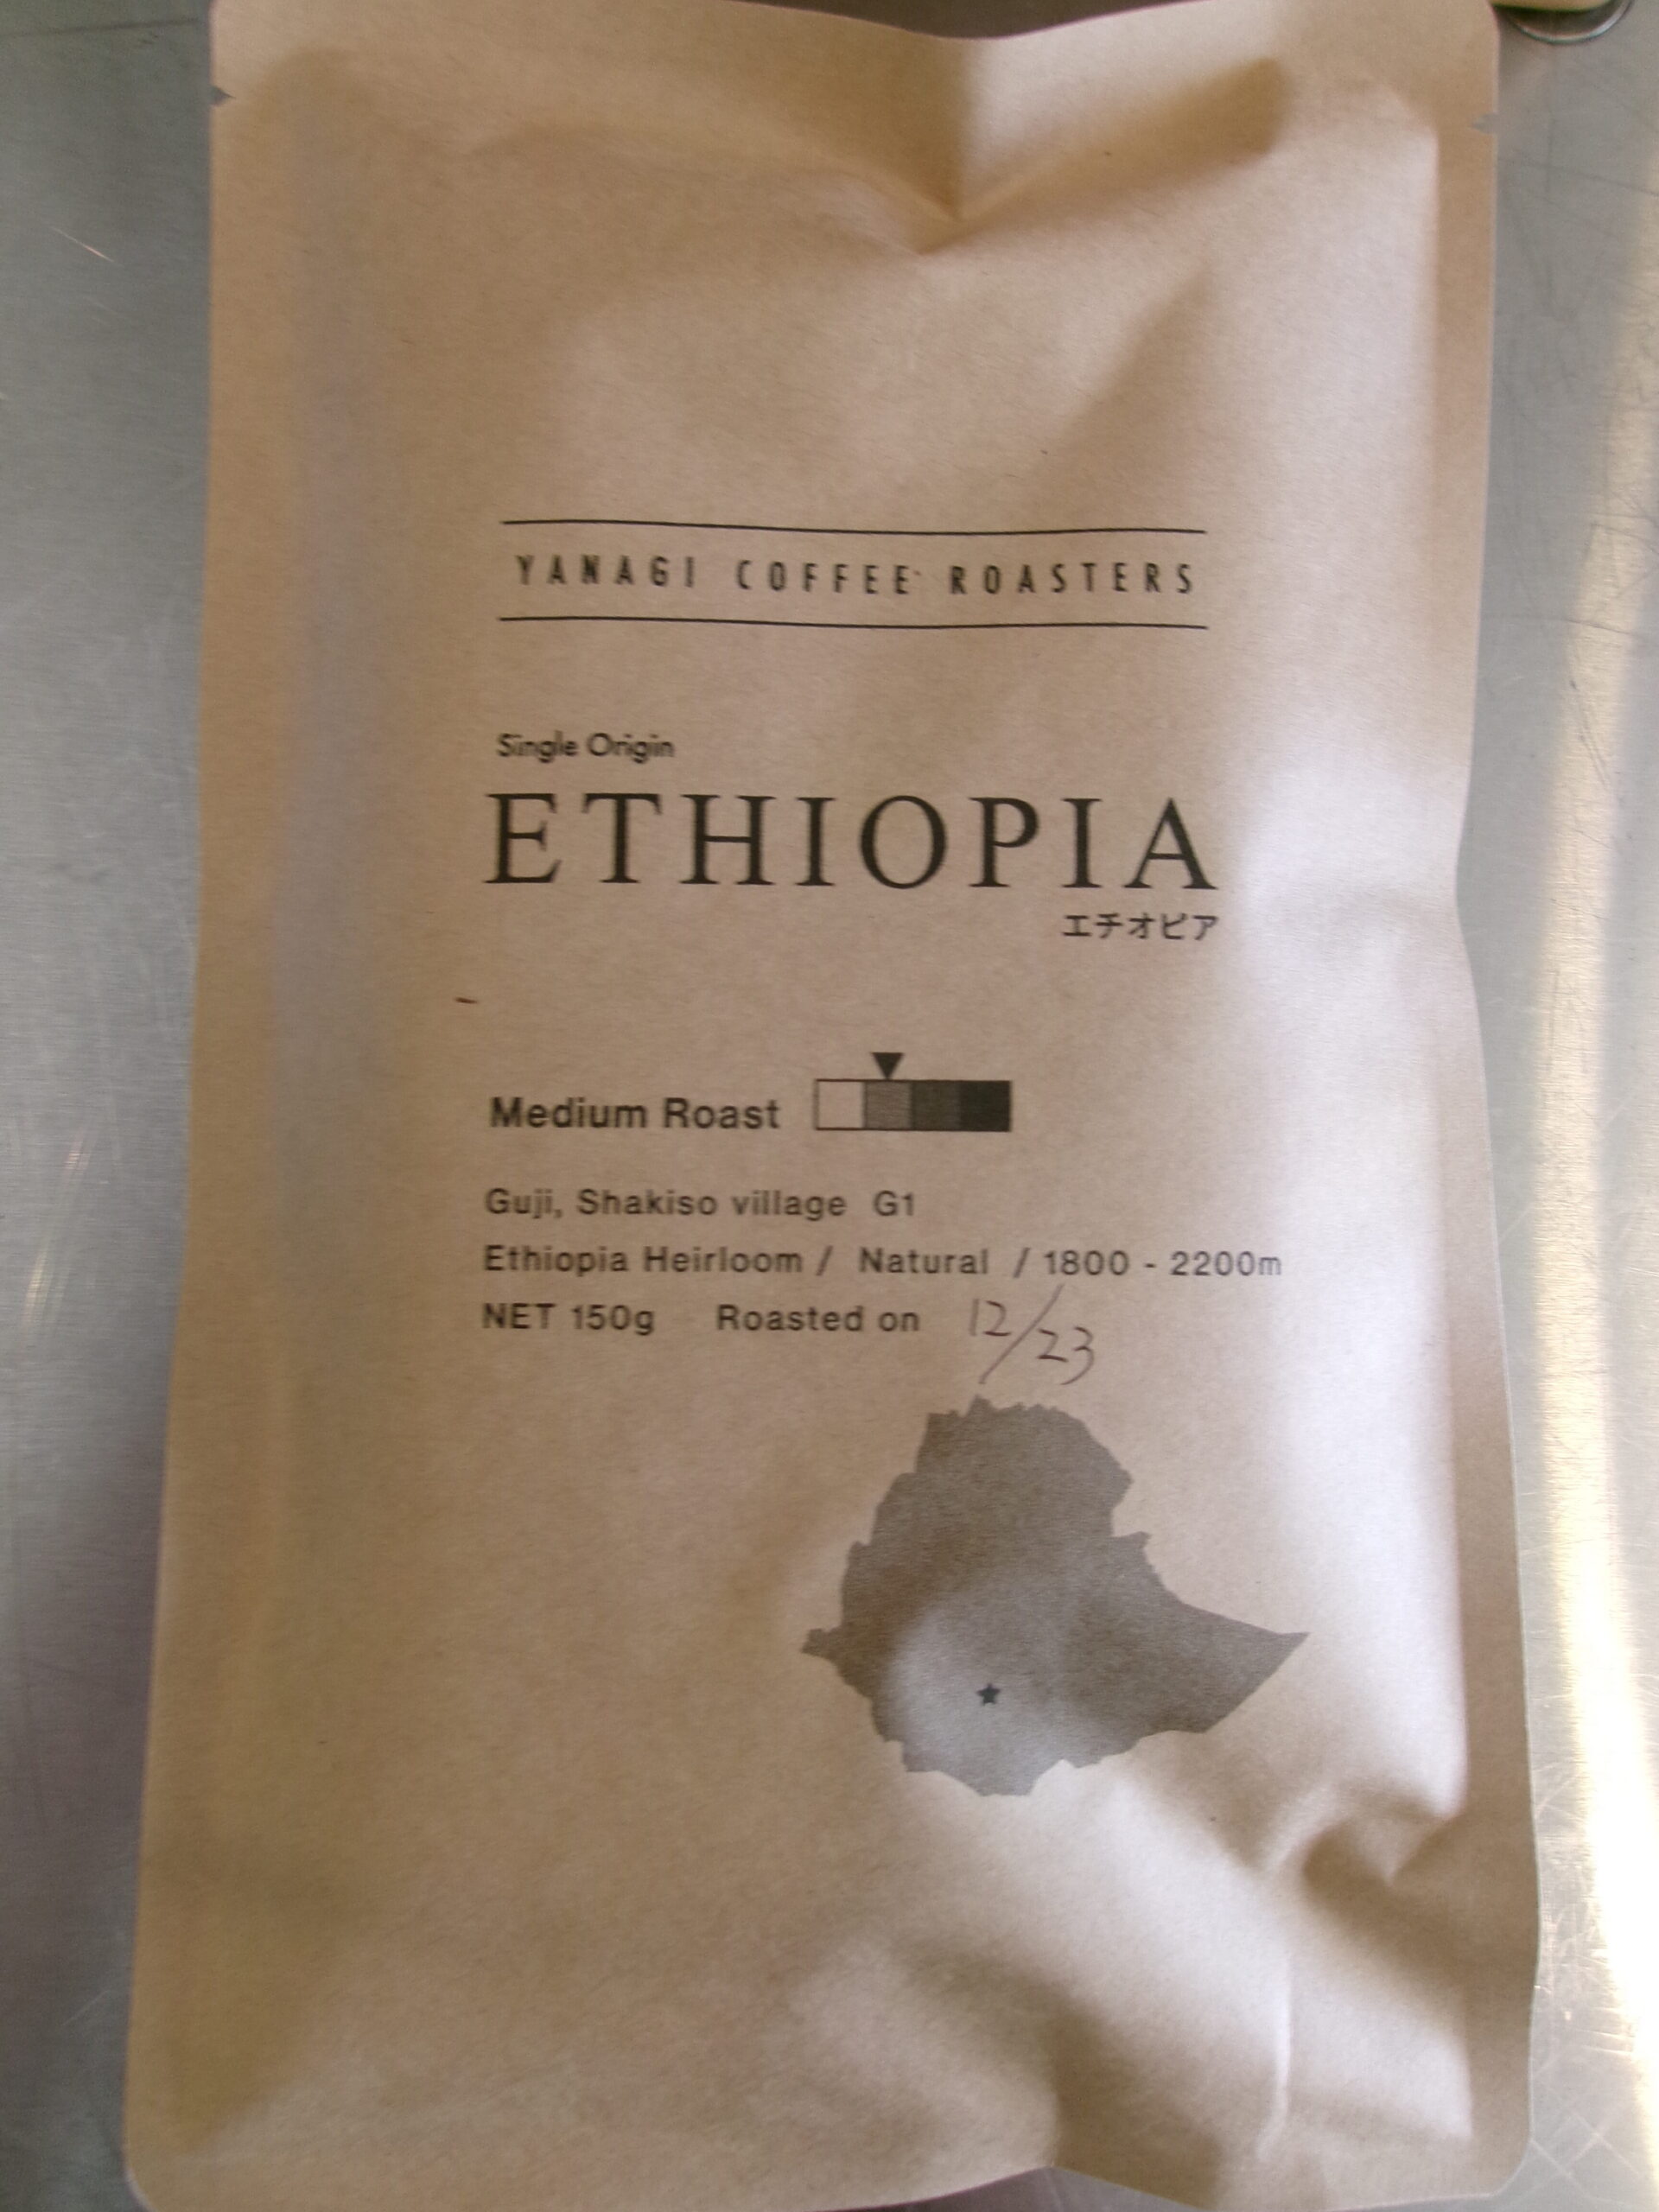 YANAGI COFFEE ROASTERS
Single Origin
ETHIOPIA
エチオピア
Medium Roast
Guji, Shakiso village G1
Ethiopia Heirloom / Natural / 1800 - 2200m
NET 150g Roasted on 12/23